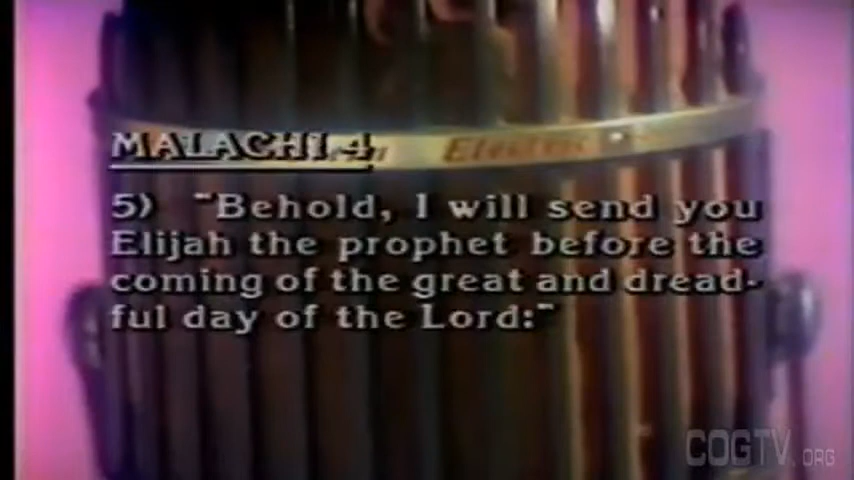 MALACHI 4
Electric
5) "Behold, I will send you
Elijah the prophet before the
coming of the great and dread-
ful day of the Lord:"
COGTV.ORG